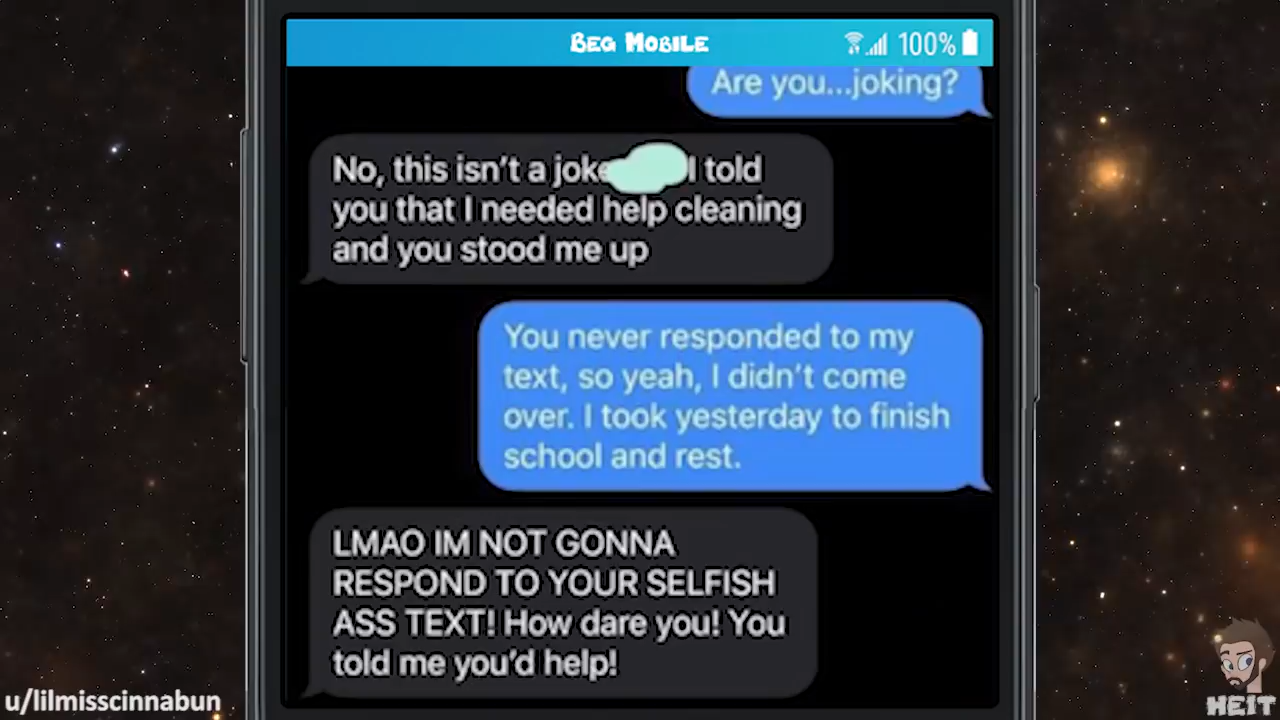 BEG MOBILE
100%
Are you...joking?
No, this isn't a joke I told
you that I needed help cleaning
and you stood me up
You never responded to my
text, so yeah, I didn't come
over. I took yesterday to finish
school and rest.
LMAO IM NOT GONNA
RESPOND TO YOUR SELFISH
ASS TEXT! How dare you! You
told me you'd help!
u/lilmisscinnabun
HEIT